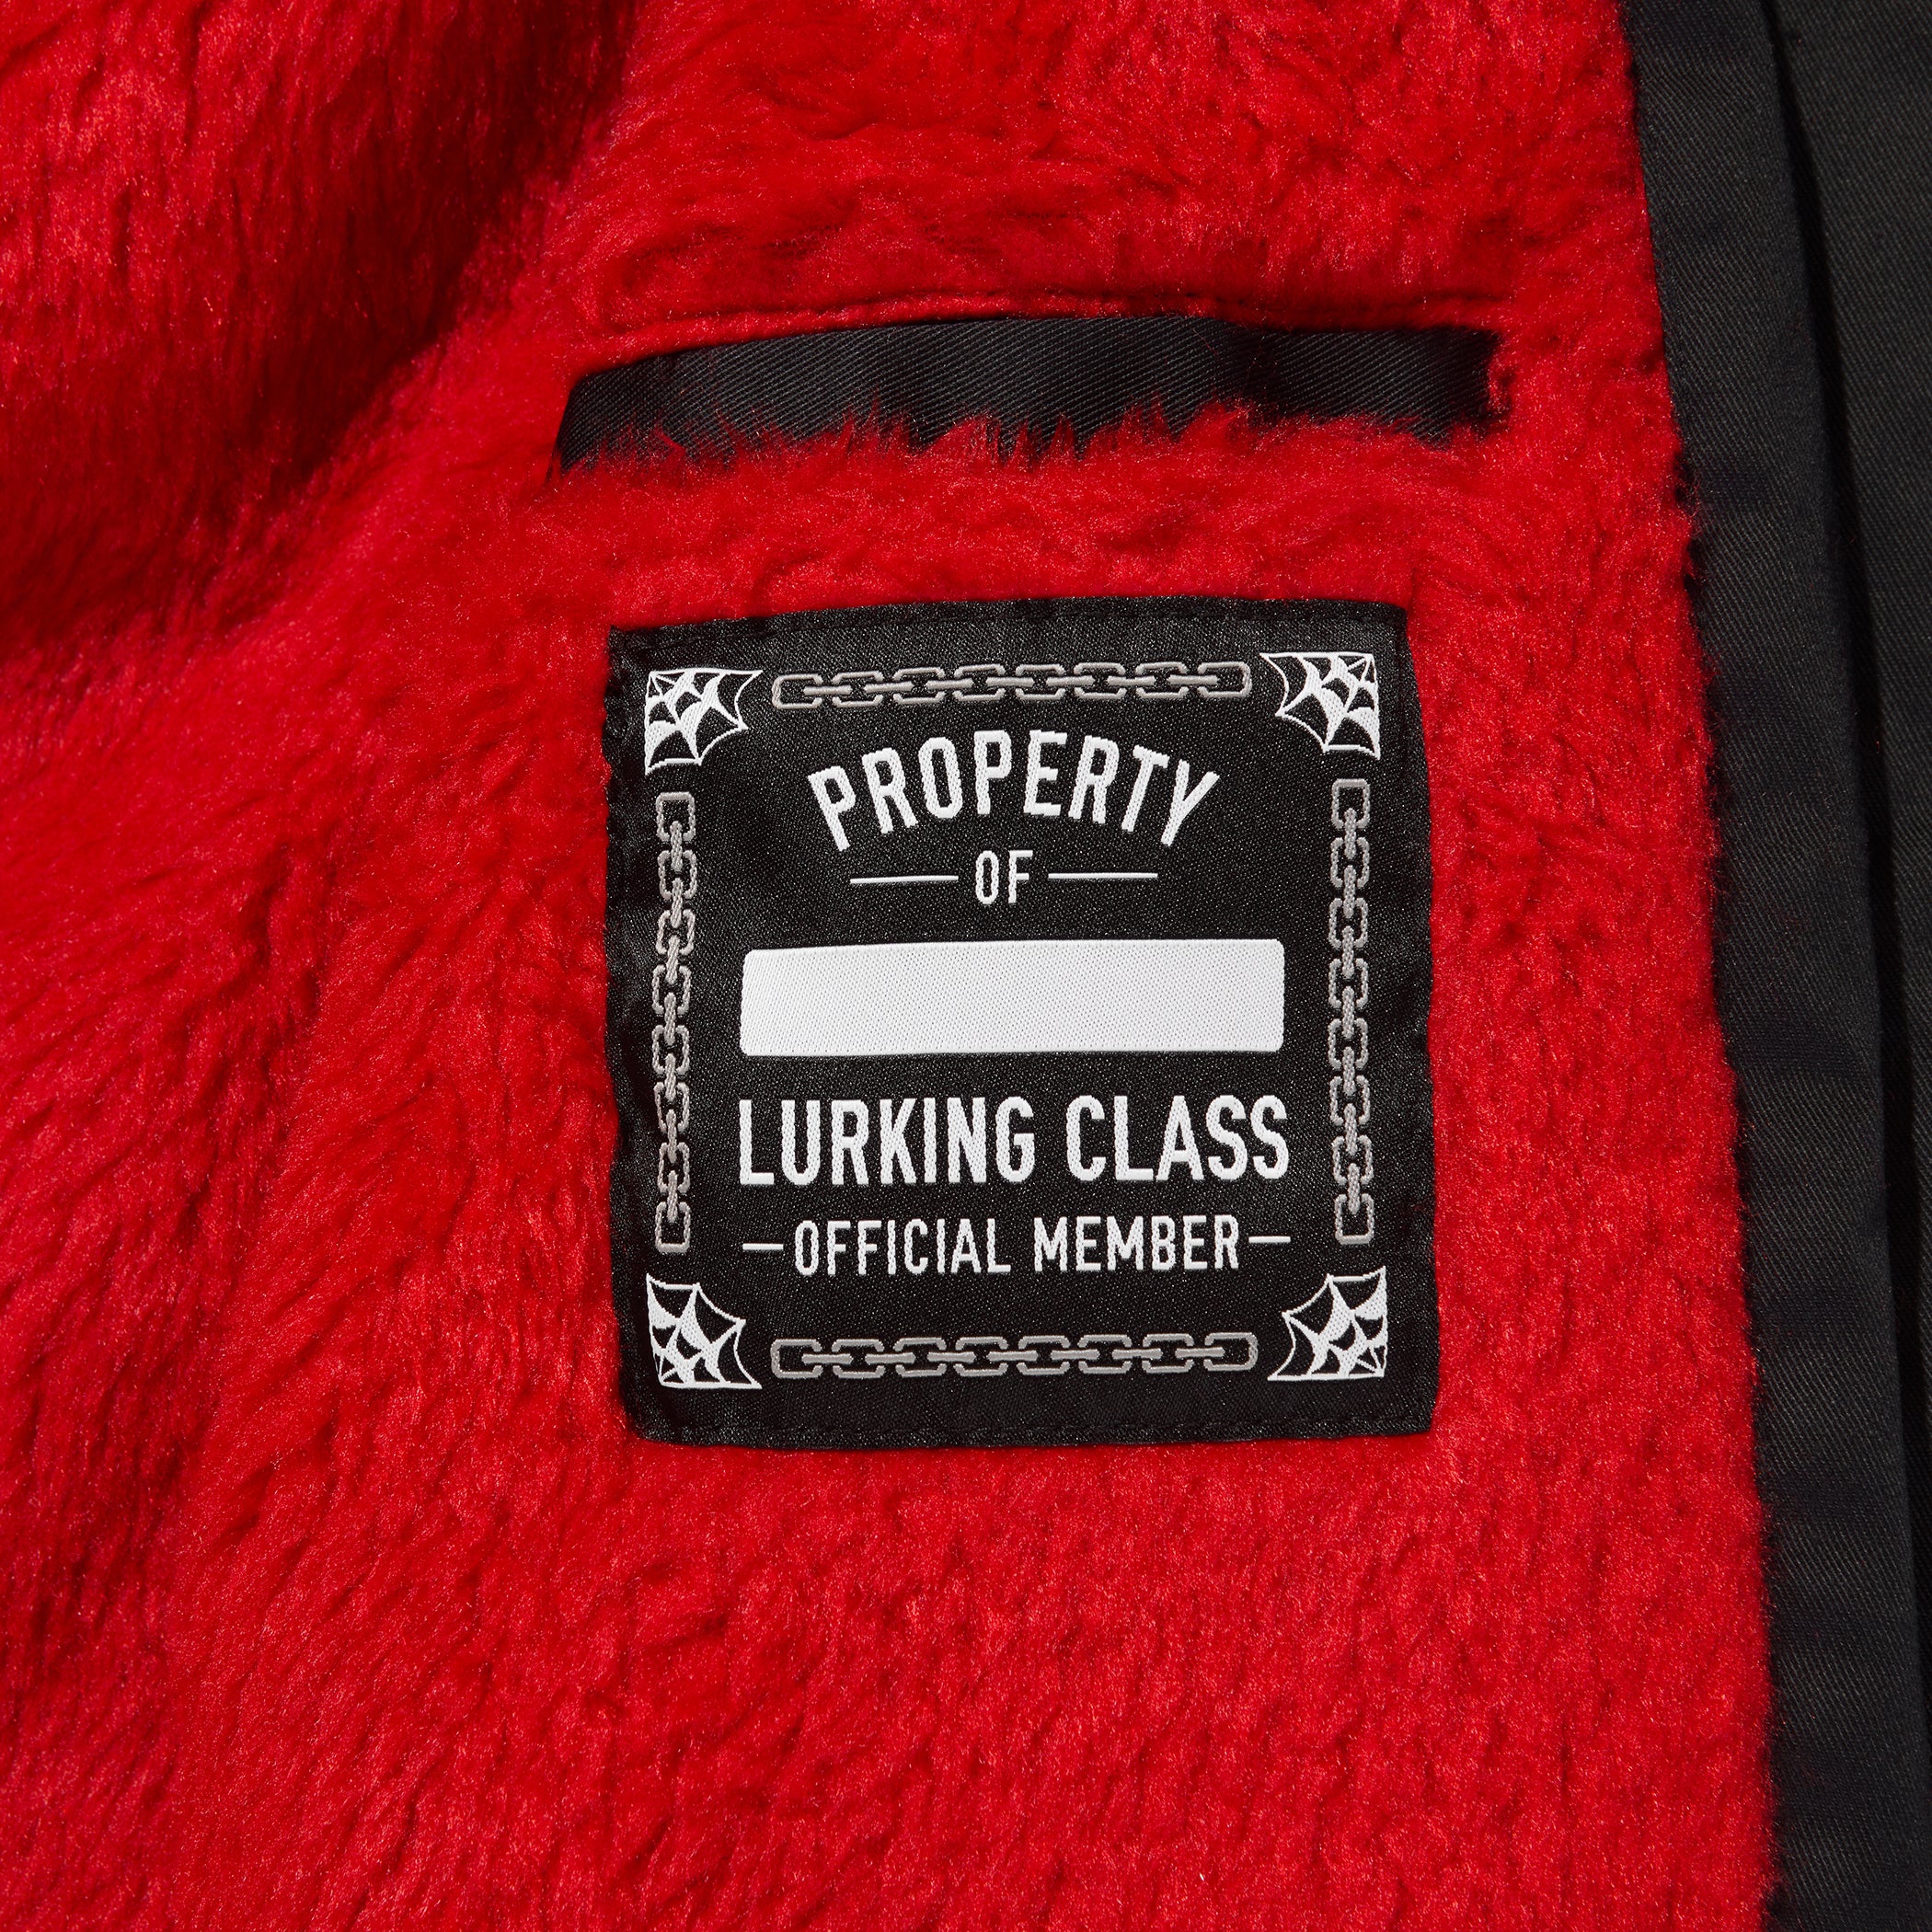 PROPERTY
OF
LURKING CLASS
OFFICIAL MEMBER